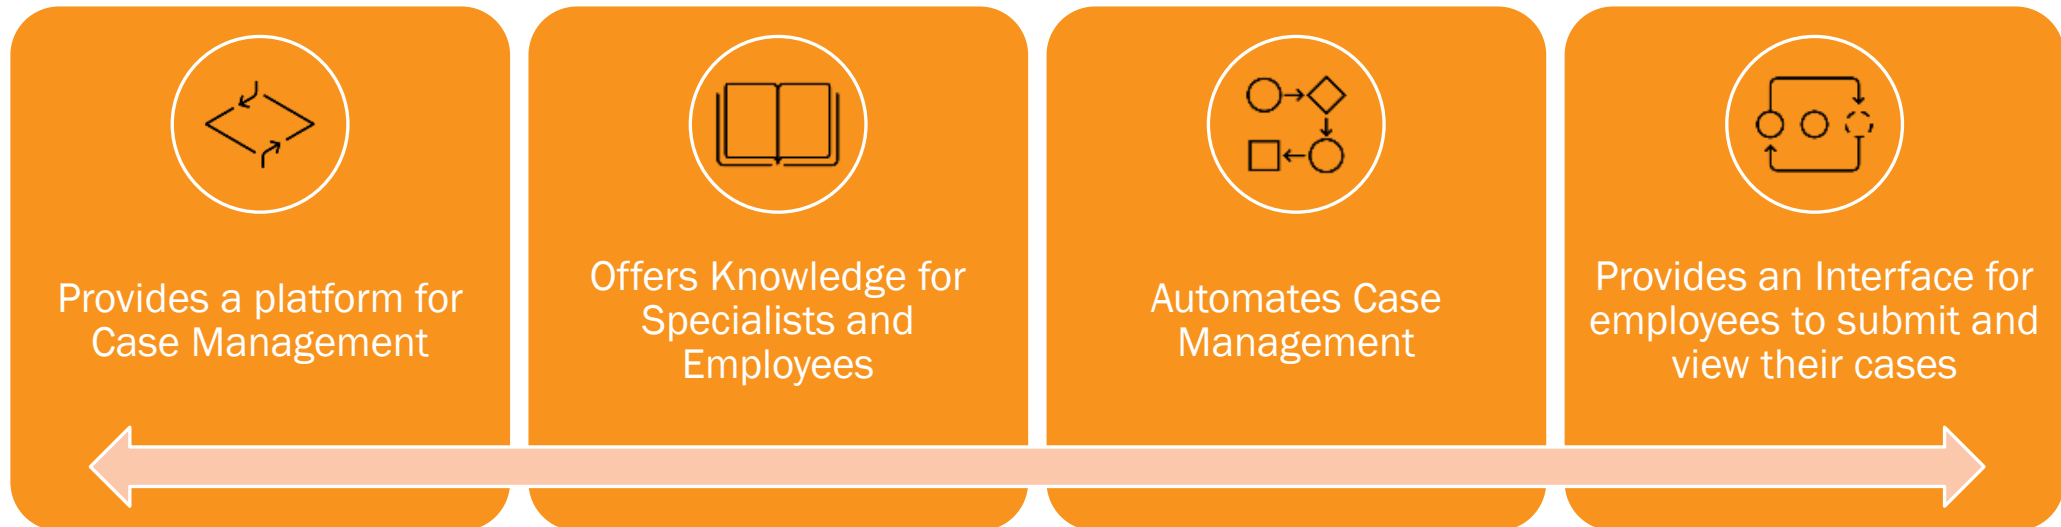 Provides a platform for
Case Management
Offers Knowledge for
Specialists and
Employees
Automates Case
Management
Provides an Interface for
employees to submit and
view their cases